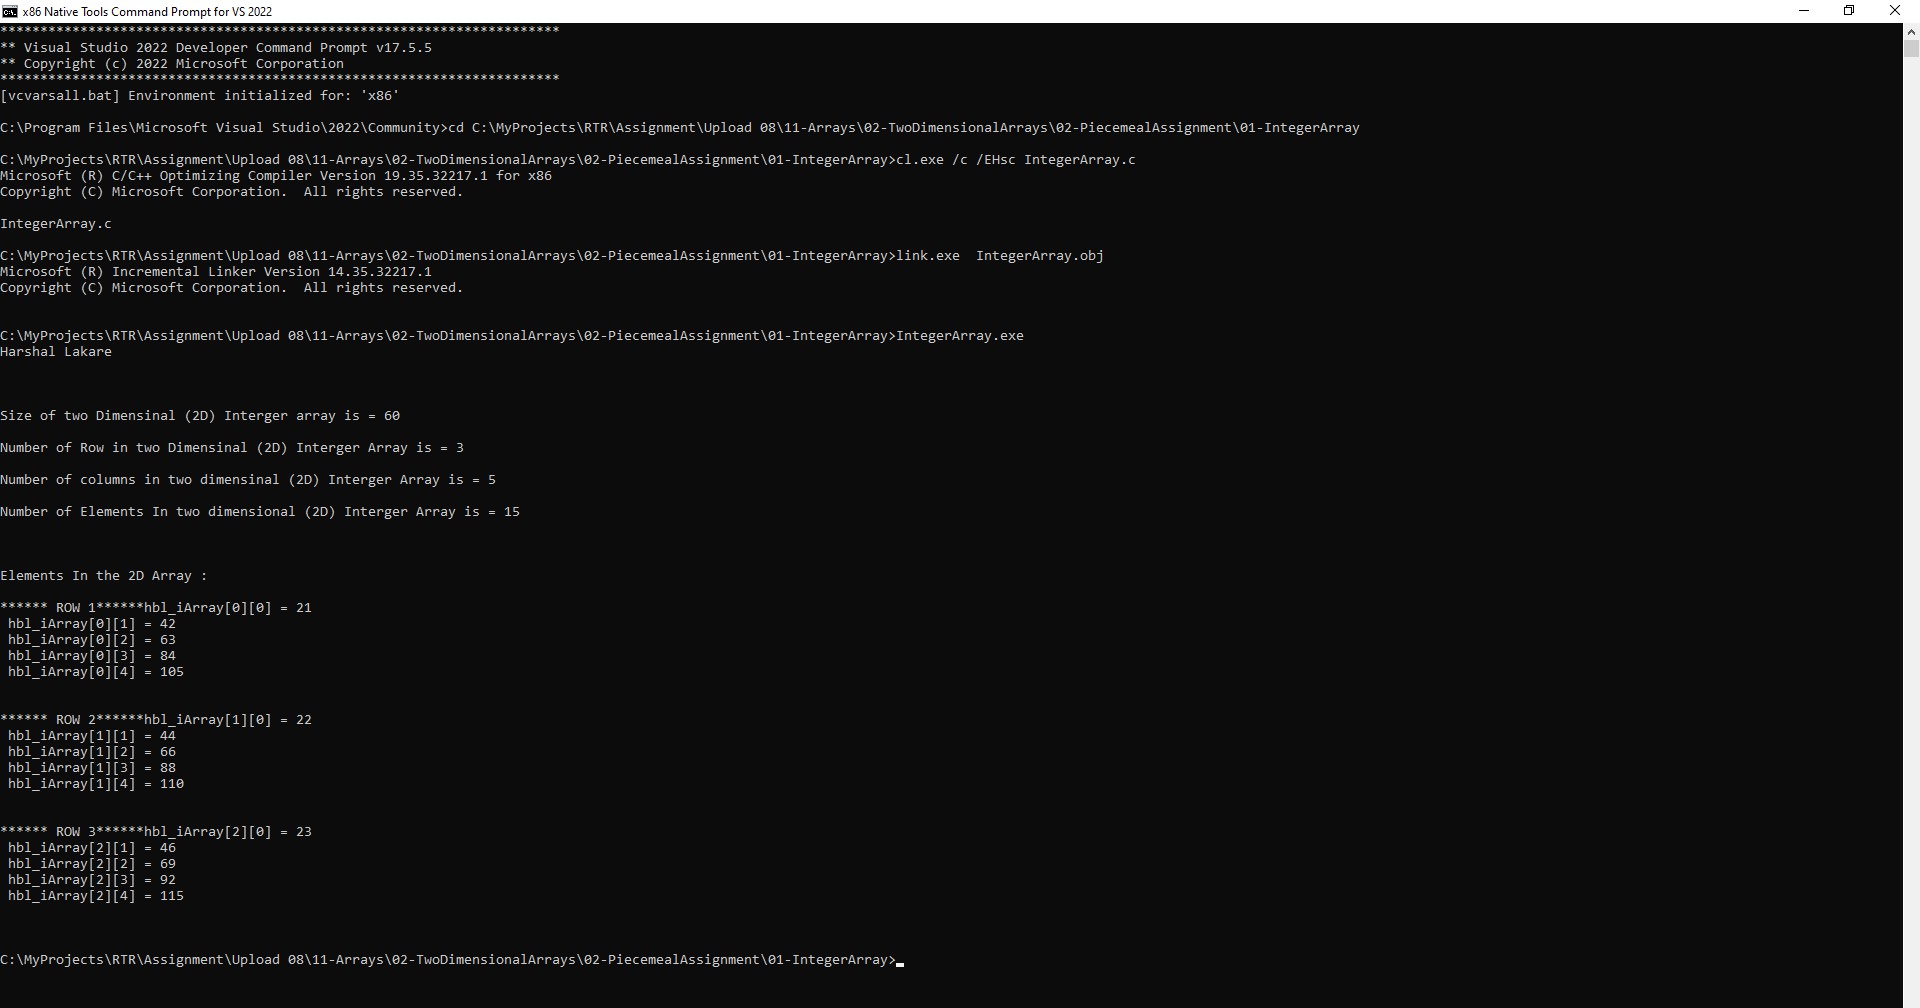 x86 Native Tools Command Prompt for VS 2022
**********************************************************************
** Visual Studio 2022 Developer Command Prompt v17.5.5
** Copyright (c) 2022 Microsoft Corporation
**********************************************************************
[vcvarsall.bat] Environment initialized for: 'x86'
C:\Program Files\Microsoft Visual Studio\2022\Community>cd C:\MyProjects\RTR\Assignment\Upload 08\11-Arrays\02-TwoDimensionalArrays\02-PiecemealAssignment\01-IntegerArray
C:\MyProjects\RTR\Assignment\Upload 08\11-Arrays\02-TwoDimensionalArrays\02-PiecemealAssignment\01-IntegerArray>cl.exe /c /EHsc IntegerArray.c
Microsoft (R) C/C++ Optimizing Compiler Version 19.35.32217.1 for x86
Copyright (C) Microsoft Corporation.  All rights reserved.
IntegerArray.c
C:\MyProjects\RTR\Assignment\Upload 08\11-Arrays\02-TwoDimensionalArrays\02-PiecemealAssignment\01-IntegerArray>link.exe  IntegerArray.obj
Microsoft (R) Incremental Linker Version 14.35.32217.1
Copyright (C) Microsoft Corporation.  All rights reserved.
C:\MyProjects\RTR\Assignment\Upload 08\11-Arrays\02-TwoDimensionalArrays\02-PiecemealAssignment\01-IntegerArray>IntegerArray.exe
Harshal Lakare
Size of two Dimensinal (2D) Interger array is = 60
Number of Row in two Dimensinal (2D) Interger Array is = 3
Number of columns in two dimensinal (2D) Interger Array is = 5
Number of Elements In two dimensional (2D) Interger Array is = 15
Elements In the 2D Array :
****** ROW 1******hbl_iArray[0][0] = 21
hbl_iArray[0][1] = 42
hbl_iArray[0][2] = 63
hbl_iArray[0][3] = 84
hbl_iArray[0][4] = 105
****** ROW 2******hbl_iArray[1][0] = 22
hbl_iArray[1][1] = 44
hbl_iArray[1][2] = 66
hbl_iArray[1][3] = 88
hbl_iArray[1][4] = 110
****** ROW 3******hbl_iArray[2][0] = 23
hbl_iArray[2][1] = 46
hbl_iArray[2][2] = 69
hbl_iArray[2][3] = 92
hbl_iArray[2][4] = 115
C:\MyProjects\RTR\Assignment\Upload 08\11-Arrays\02-TwoDimensionalArrays\02-PiecemealAssignment\01-IntegerArray>